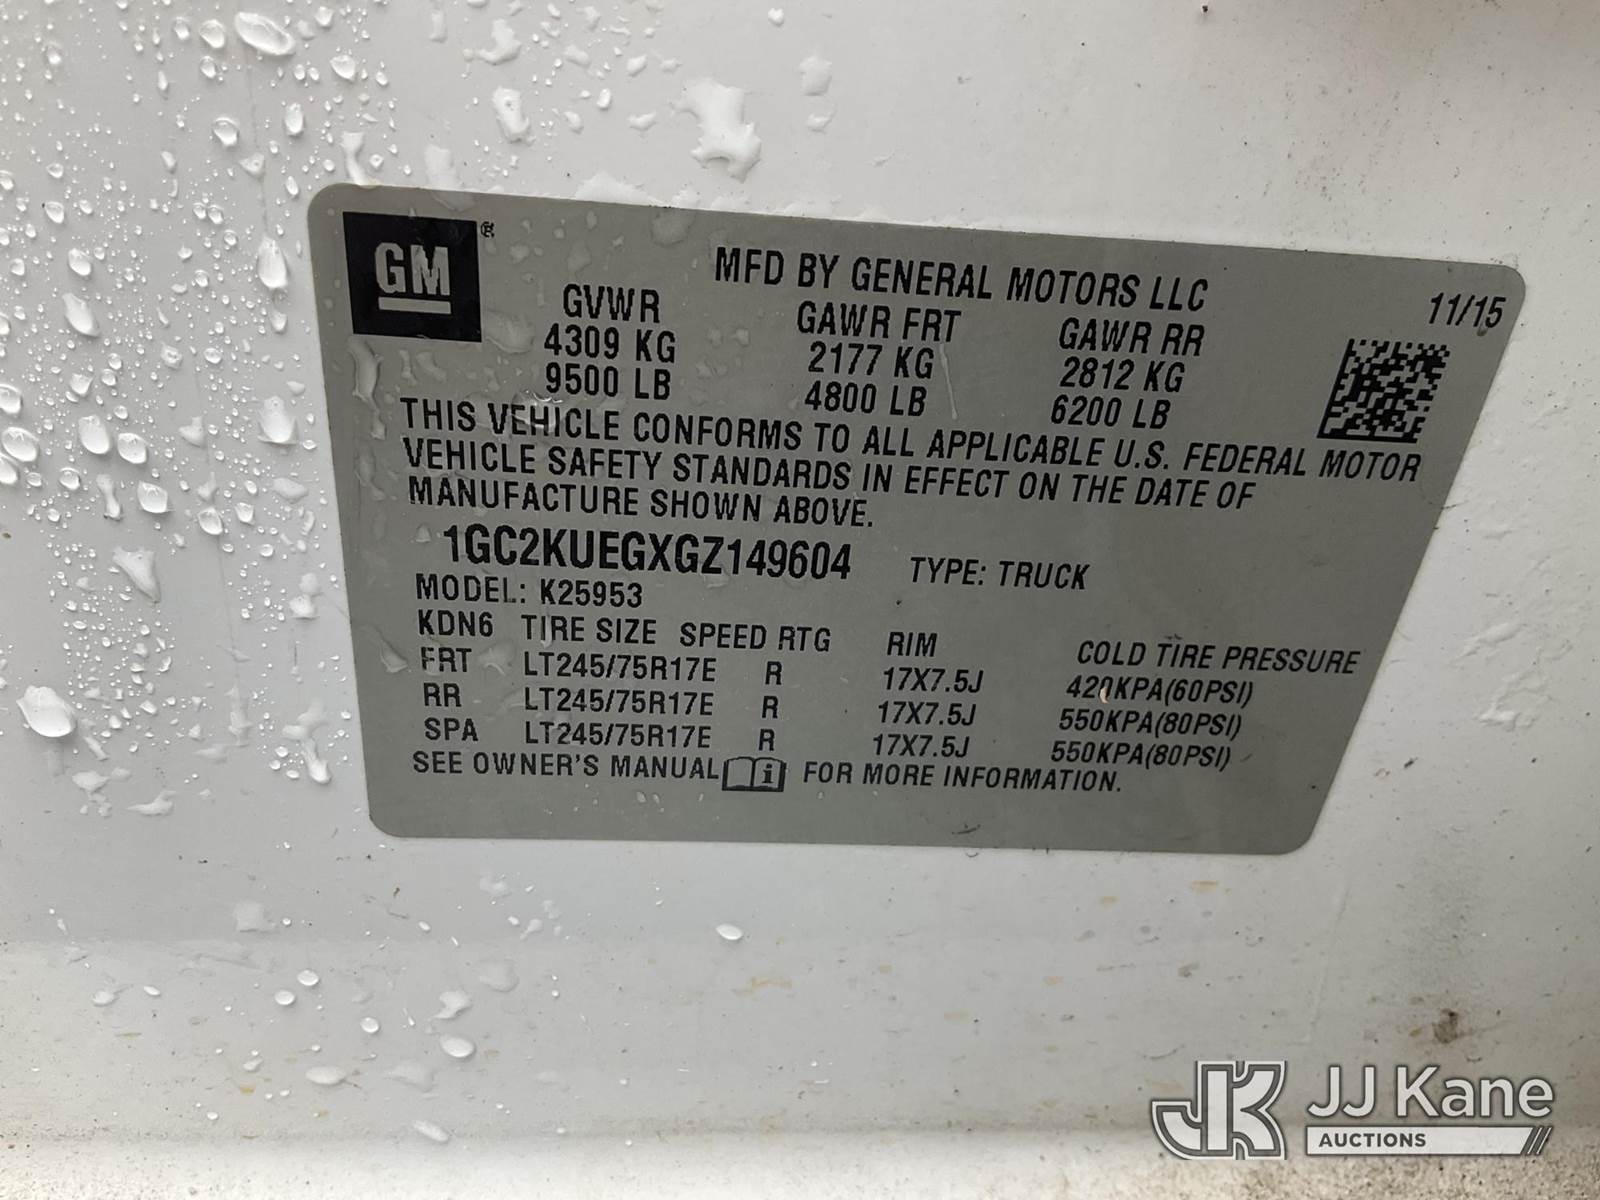 GM®
MFD BY GENERAL MOTORS LLC
11/15
GVWR GAWR FRT GAWR RR
4309 KG 2177 KG 2812 KG
9500 LB 4800 LB 6200 LB
THIS VEHICLE CONFORMS TO ALL APPLICABLE U.S. FEDERAL MOTOR
VEHICLE SAFETY STANDARDS IN EFFECT ON THE DATE OF
MANUFACTURE SHOWN ABOVE.
1GC2KUEGXGZ149604 TYPE: TRUCK
MODEL: K25953
KDN6 TIRE SIZE SPEED RTG RIM COLD TIRE PRESSURE
FRT LT245/75R17E R 17X7.5J 420KPA(60PSI)
RR LT245/75R17E R 17X7.5J 550KPA(80PSI)
SPA LT245/75R17E R 17X7.5J 550KPA(80PSI)
SEE OWNER'S MANUAL i FOR MORE INFORMATION.
JK JJ Kane
AUCTIONS